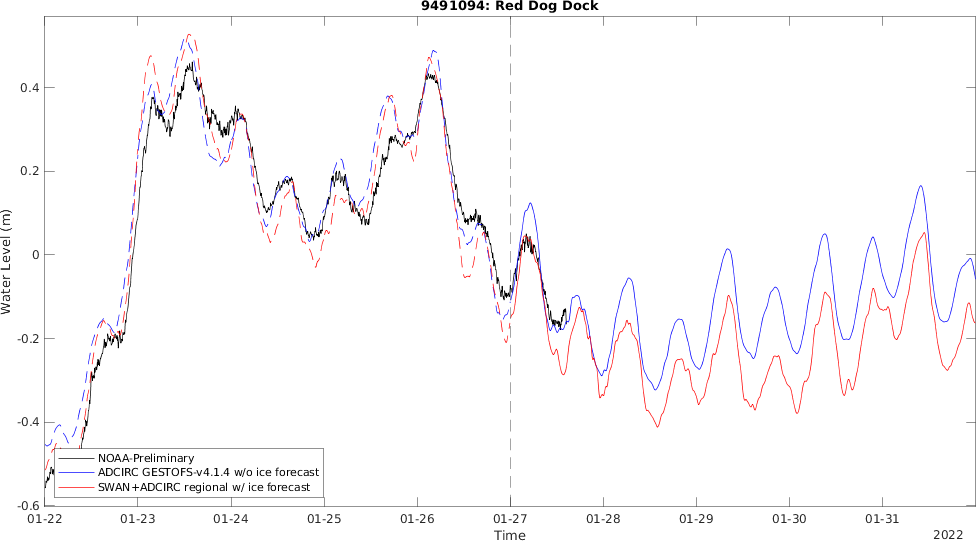 9491094: Red Dog Dock
Water Level (m)
0.4
0.2
0
-0.2
-0.4
-0.6
NOAA-Preliminary
ADCIRC GESTOFS-v4.1.4 w/o ice forecast
SWAN+ADCIRC regional w/ ice forecast
01-22 01-23 01-24 01-25 01-26 01-27 01-28 01-29 01-30 01-31
Time
2022